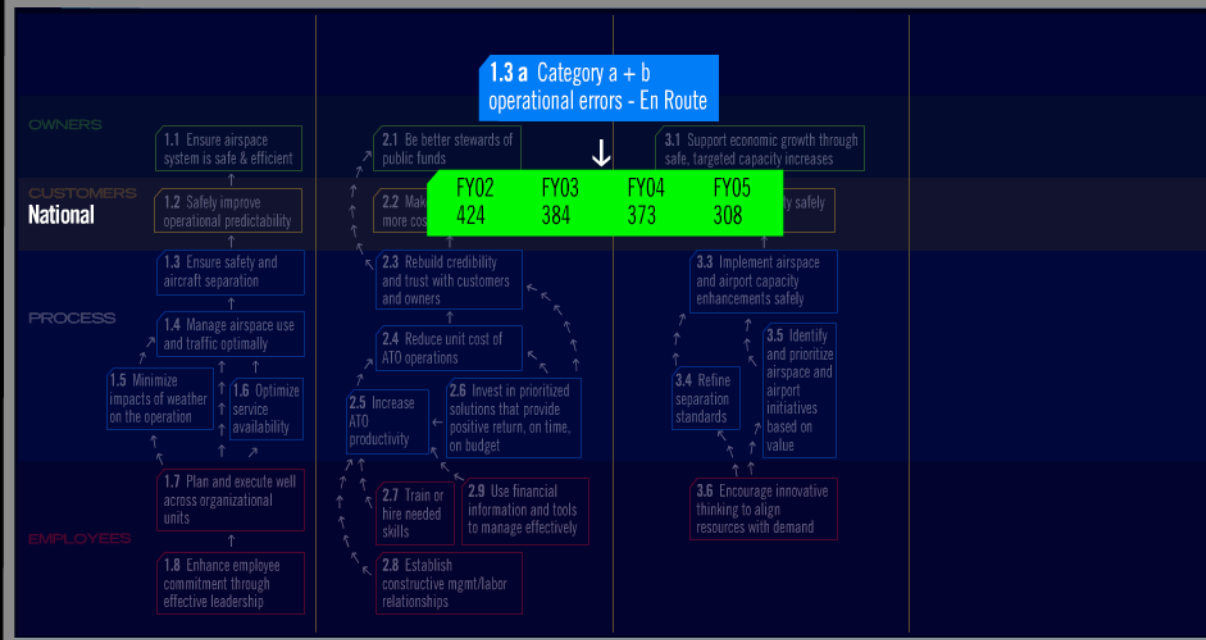 1.3 a Category a + b
operational errors - En Route
OWNERS
1.1 Ensure airspace
system is safe & efficient
2.1 Be better stewards of
public funds
3.1 Support economic growth through
safe, targeted capacity increases
CUSTOMERS
National
1.2 Safely improve
operational predictability
2.2
more
FY02 FY03 FY04 FY05
424 384 373 308
safely
1.3 Ensure safety and
aircraft separation
2.3 Rebuild credibility
and trust with customers
and owners
3.3 Implement airspace
and airport capacity
enhancements safely
PROCESS
1.4 Manage airspace use
and traffic optimally
2.4 Reduce unit cost of
ATO operations
3.5 Identify
and prioritize
airspace and
airport
initiatives
based on
value
1.5 Minimize
impacts of weather
on the operation
1.6 Optimize
service
availability
2.5 Increase
ATO
productivity
2.6 Invest in prioritized
solutions that provide
positive return, on time,
on budget
3.4 Refine
separation
standards
1.7 Plan and execute well
across organizational
units
2.7 Train or
hire needed
skills
2.9 Use financial
information and tools
to manage effectively
3.6 Encourage innovative
thinking to align
resources with demand
EMPLOYEES
1.8 Enhance employee
commitment through
effective leadership
2.8 Establish
constructive mgmt/labor
relationships